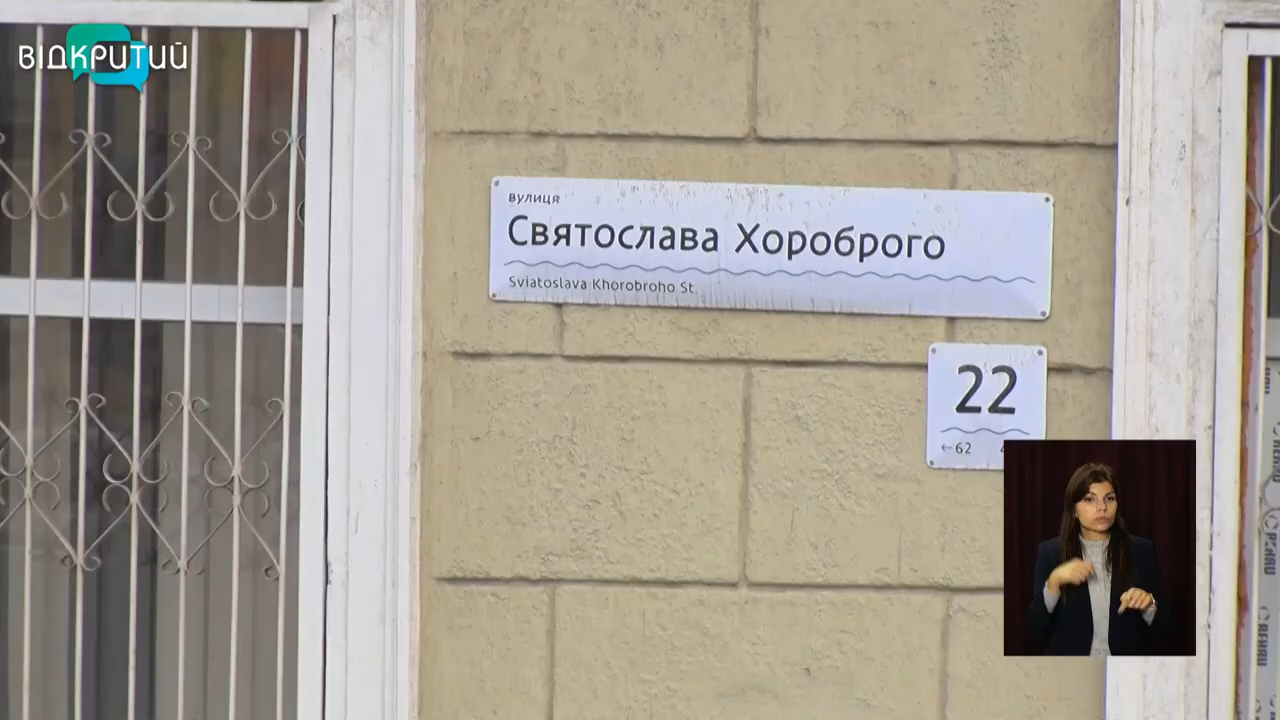 ВІДКРИТИЙ
вулиця
Святослава Хороброго
Sviatoslava Khorobroho St.
22
←62